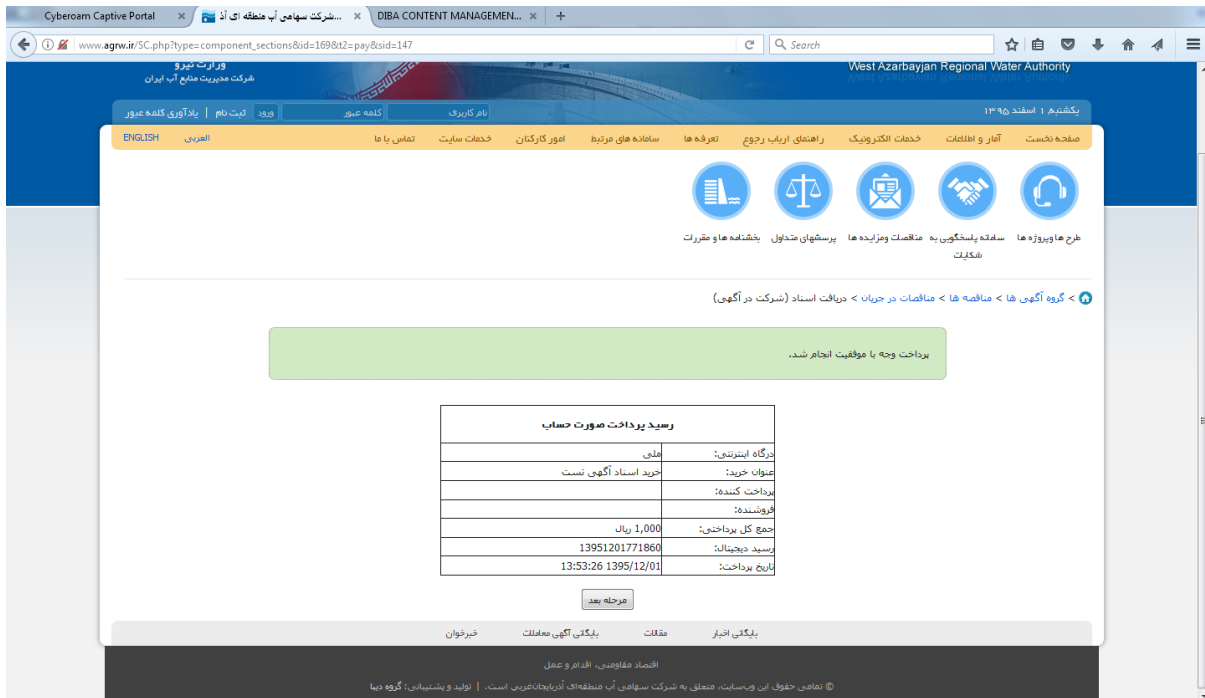 Cyberoam Captive Portal
شرکت سهامی آب منطقه ای آذ...
DIBA CONTENT MANAGEMEN...
www.agrw.ir/SC.php?type=component_sections&id=169&t2=pay&sid=147
Search
وزارت نیرو
شرکت مدیریت منابع آب ایران
West Azarbayjan Regional Water Authority
یکشنبه, ۱ اسفند ۱۳۹۵
نام کاربری
کلمه عبور
ورود
ثبت نام | یادآوری کلمه عبور
صفحه نخست
آمار و اطلاعات
خدمات الکترونیک
راهنمای ارباب رجوع
تعرفه ها
سامانه های مرتبط
امور کارکنان
خدمات سایت
تماس با ما
العربی
ENGLISH
طرح هاوپروژه ها
سامانه پاسخگویی به شکایات
مناقصات ومزایده ها
پرسشهای متداول
بخشنامه ها و مقررات
> گروه آگهی ها > مناقصه ها > مناقصات در جریان > دریافت اسناد (شرکت در آگهی)
پرداخت وجه با موفقیت انجام شد.
رسید پرداخت صورت حساب
درگاه اینترنتی: ملی
عنوان خرید: خرید اسناد آگهی تست
پرداخت کننده:
فروشنده:
جمع کل پرداختی: 1,000 ریال
رسید دیجیتال: 13951201771860
تاریخ پرداخت: 1395/12/01 13:53:26
مرحله بعد
بایگانی اخبار
مقالات
بایگانی آگهی معاملات
خبرخوان
اقتصاد مقاومتی، اقدام و عمل
© تمامی حقوق این وب‌سایت، متعلق به شرکت سهامی آب منطقه‌ای آذربایجان‌غربی است. | تولید و پشتیبانی: گروه دیبا